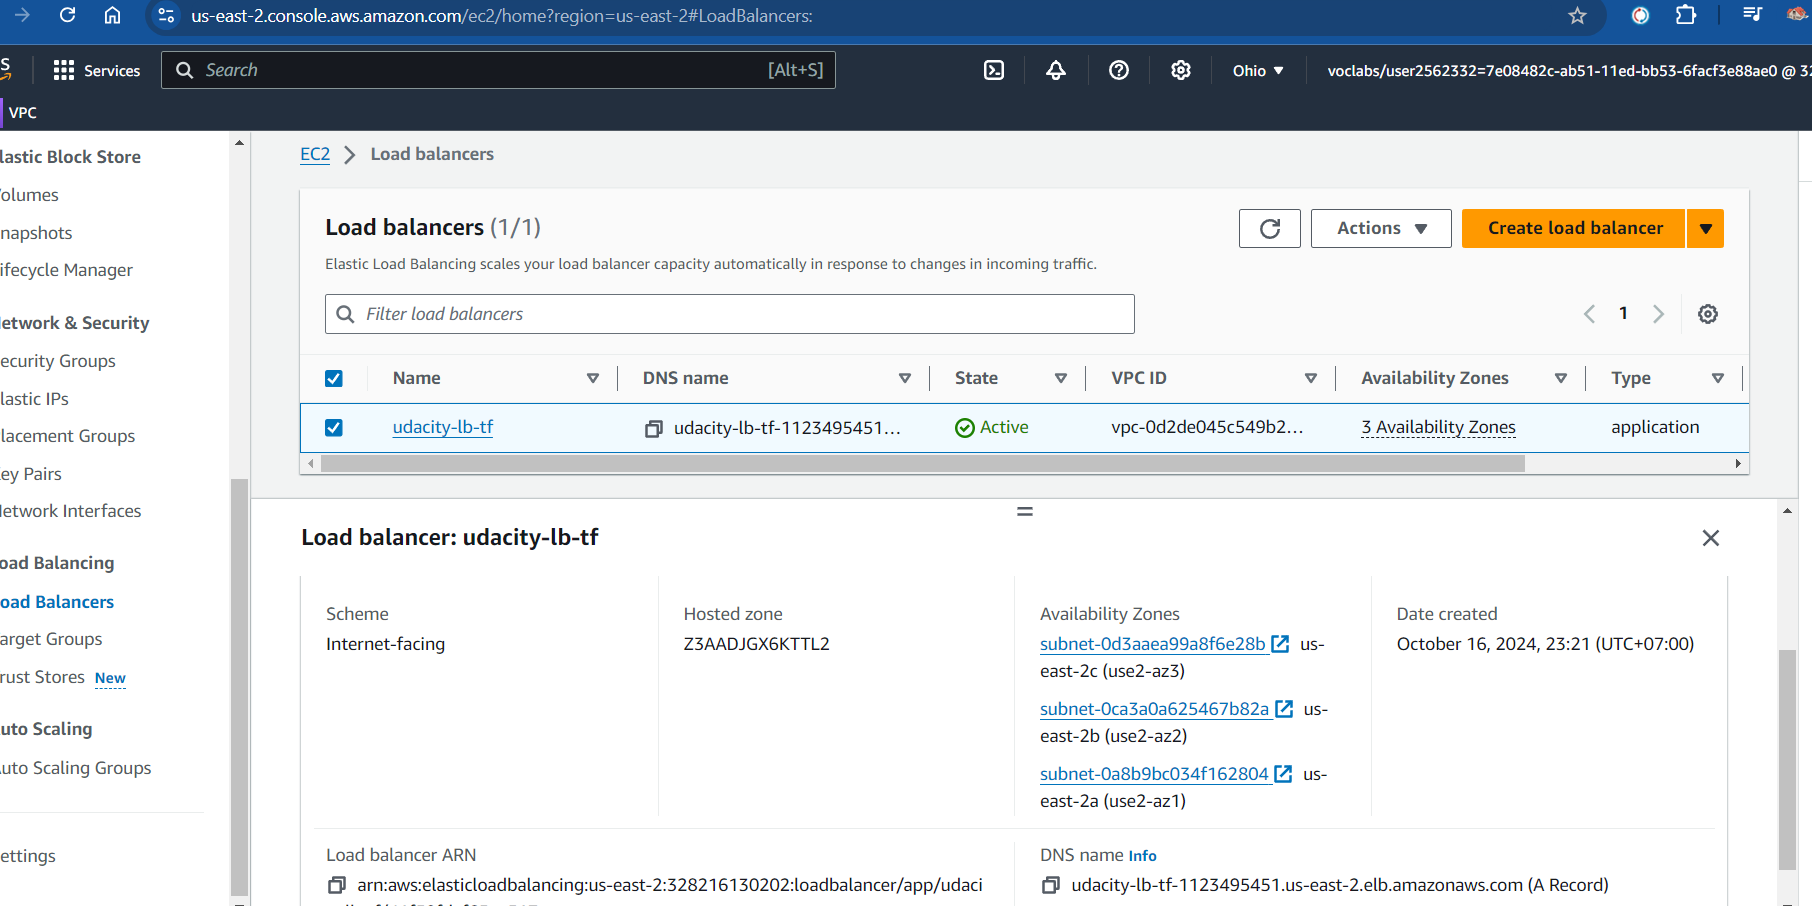 us-east-2.console.aws.amazon.com/ec2/home?region=us-east-2#LoadBalancers:
Services
Search
[Alt+S]
Ohio
voclabs/user2562332=7e08482c-ab51-11ed-bb53-6facf3e88ae0 @ 32
VPC
lastic Block Store
olumes
napshots
ifecycle Manager
etwork & Security
ecurity Groups
lastic IPs
lacement Groups
ey Pairs
etwork Interfaces
oad Balancing
oad Balancers
arget Groups
rust Stores New
uto Scaling
uto Scaling Groups
ettings
EC2 Load balancers
Load balancers (1/1)
Actions
Create load balancer
Elastic Load Balancing scales your load balancer capacity automatically in response to changes in incoming traffic.
Filter load balancers
1
Name DNS name State VPC ID Availability Zones Type
udacity-lb-tf udacity-lb-tf-1123495451... Active vpc-0d2de045c549b2... 3 Availability Zones application
Load balancer: udacity-lb-tf
Scheme
Internet-facing
Hosted zone
Z3AADJGX6KTTL2
Availability Zones
subnet-0d3aaea99a8f6e28b us-
east-2c (use2-az3)
subnet-0ca3a0a625467b82a us-
east-2b (use2-az2)
subnet-0a8b9bc034f162804 us-
east-2a (use2-az1)
Date created
October 16, 2024, 23:21 (UTC+07:00)
Load balancer ARN
arn:aws:elasticloadbalancing:us-east-2:328216130202:loadbalancer/app/udaci
DNS name Info
udacity-lb-tf-1123495451.us-east-2.elb.amazonaws.com (A Record)